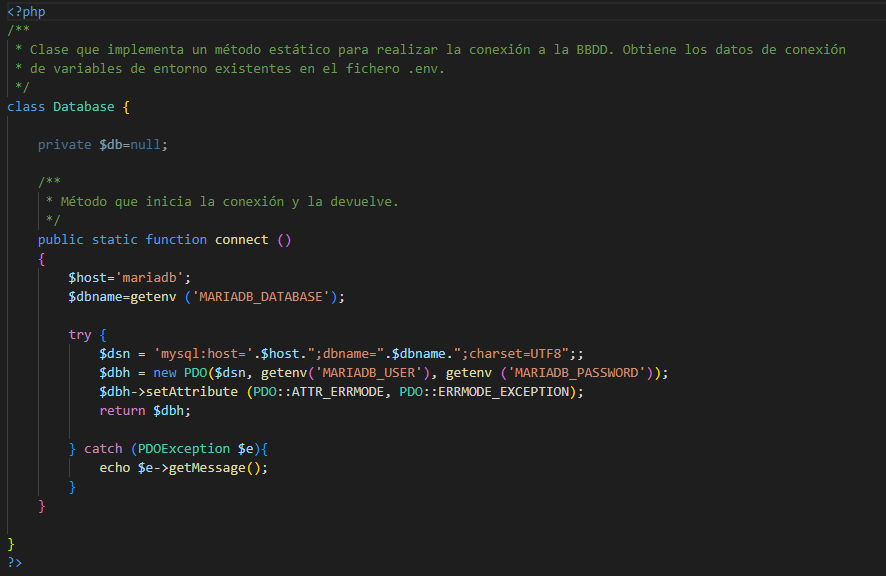 <?php
/**
 * Clase que implementa un método estático para realizar la conexión a la BBDD. Obtiene los datos de conexión
 * de variables de entorno existentes en el fichero .env.
 */
class Database {
    private $db=null;
    /**
     * Método que inicia la conexión y la devuelve.
     */
    public static function connect ()
    {
        $host='mariadb';
        $dbname=getenv ('MARIADB_DATABASE');
        try {
            $dsn = 'mysql:host='.$host.";dbname=".$dbname.";charset=UTF8";;
            $dbh = new PDO($dsn, getenv('MARIADB_USER'), getenv ('MARIADB_PASSWORD'));
            $dbh->setAttribute (PDO::ATTR_ERRMODE, PDO::ERRMODE_EXCEPTION);
            return $dbh;
        } catch (PDOException $e){
            echo $e->getMessage();
        }
    }
}
?>